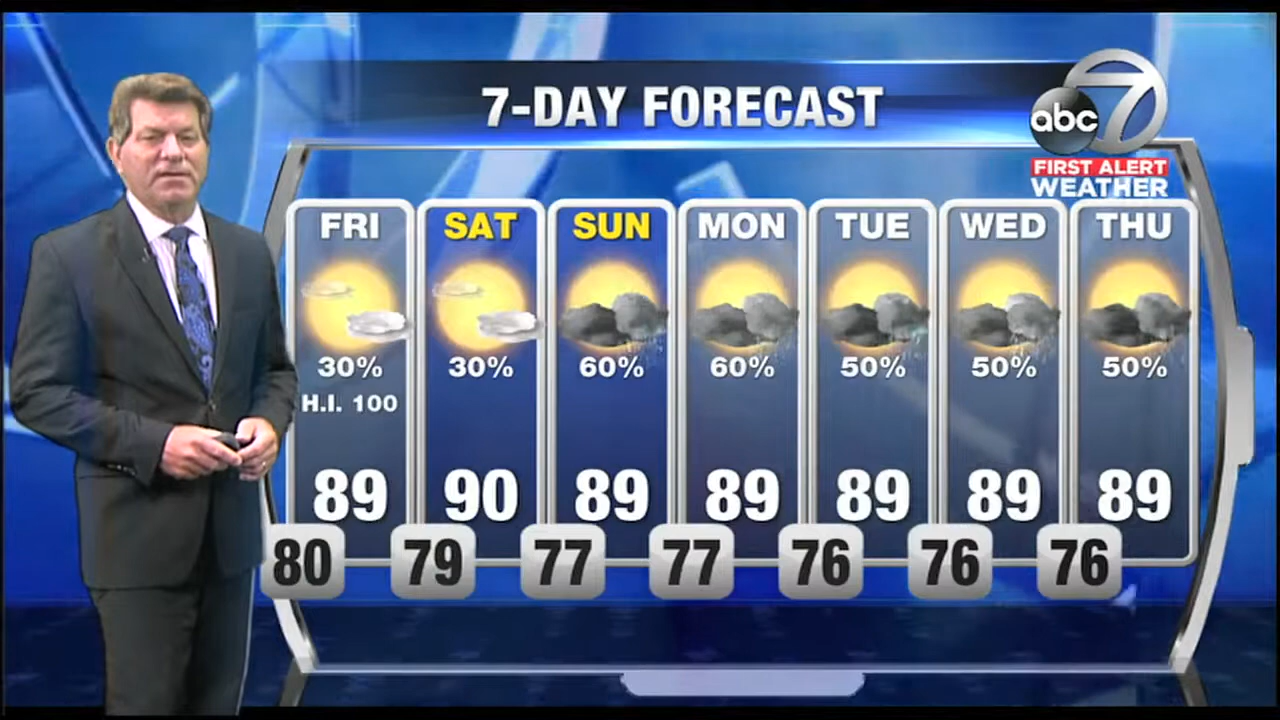 7-DAY FORECAST
abc 7
FIRST ALERT
WEATHER
FRI SAT SUN MON TUE WED THU
30% 30% 60% 60% 50% 50% 50%
H.I. 100
89 90 89 89 89 89 89
80 79 77 77 76 76 76